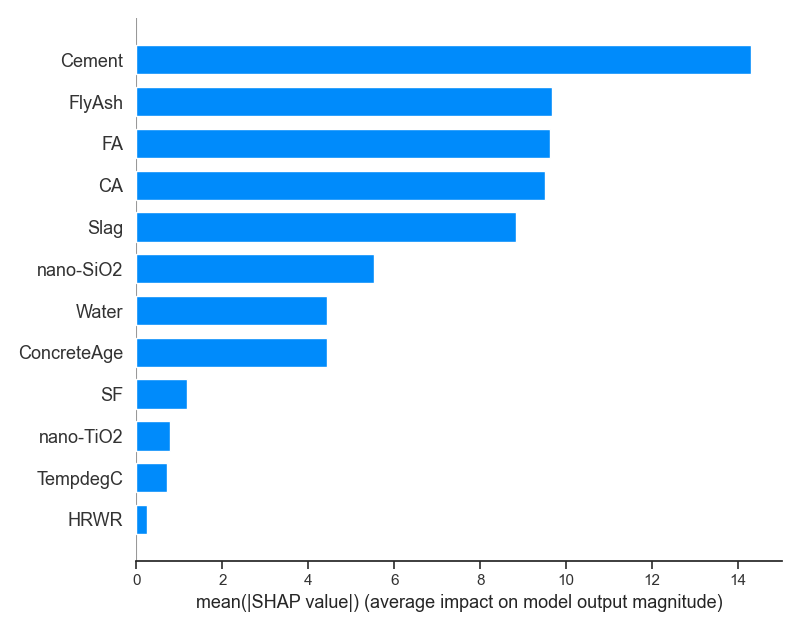 Cement
FlyAsh
FA
CA
Slag
nano-SiO2
Water
ConcreteAge
SF
nano-TiO2
TempdegC
HRWR
0 2 4 6 8 10 12 14
mean(|SHAP value|) (average impact on model output magnitude)